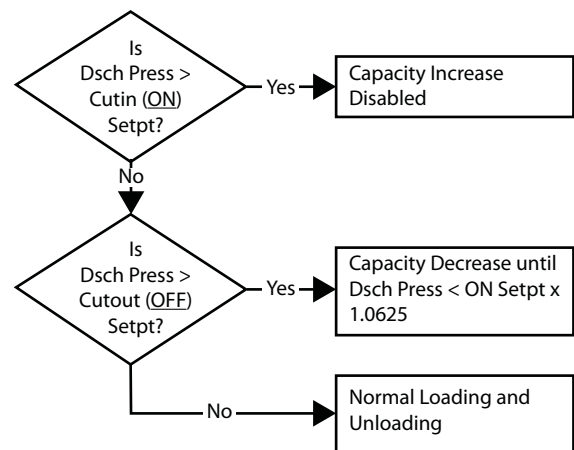 Is
Dsch Press >
Cutin (ON)
Setpt?
Yes
Capacity Increase
Disabled
No
Is
Dsch Press >
Cutout (OFF)
Setpt?
Yes
Capacity Decrease until
Dsch Press < ON Setpt x
1.0625
No
Normal Loading and
Unloading